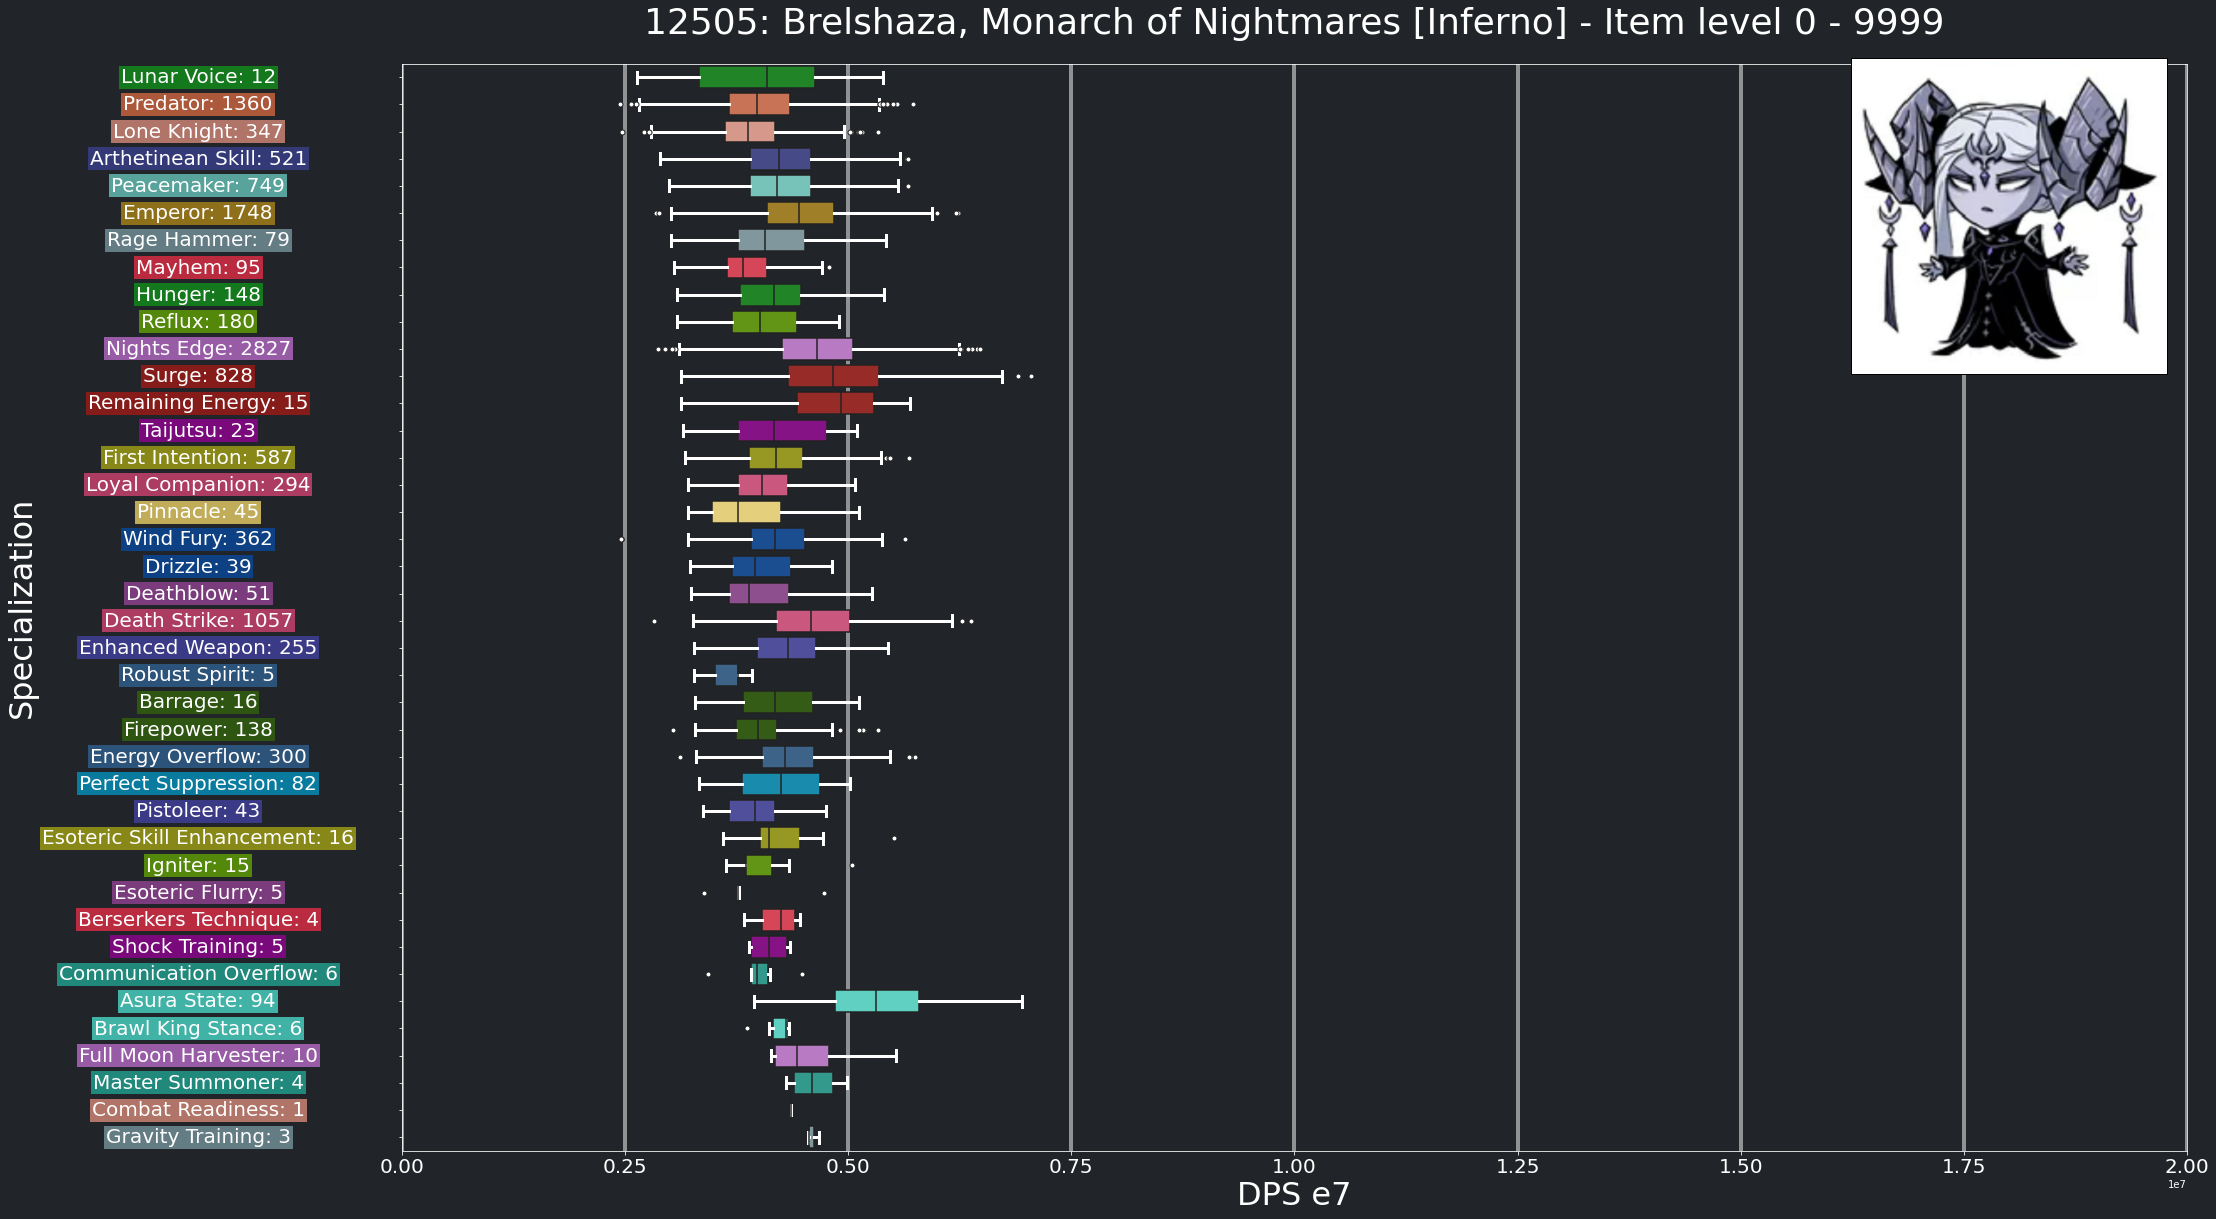 12505: Brelshaza, Monarch of Nightmares [Inferno] - Item level 0 - 9999
Lunar Voice: 12
Predator: 1360
Lone Knight: 347
Arthetinean Skill: 521
Peacemaker: 749
Emperor: 1748
Rage Hammer: 79
Mayhem: 95
Hunger: 148
Reflux: 180
Nights Edge: 2827
Surge: 828
Remaining Energy: 15
Taijutsu: 23
First Intention: 587
Loyal Companion: 294
Pinnacle: 45
Wind Fury: 362
Drizzle: 39
Deathblow: 51
Death Strike: 1057
Enhanced Weapon: 255
Robust Spirit: 5
Barrage: 16
Firepower: 138
Energy Overflow: 300
Perfect Suppression: 82
Pistoleer: 43
Esoteric Skill Enhancement: 16
Igniter: 15
Esoteric Flurry: 5
Berserkers Technique: 4
Shock Training: 5
Communication Overflow: 6
Asura State: 94
Brawl King Stance: 6
Full Moon Harvester: 10
Master Summoner: 4
Combat Readiness: 1
Gravity Training: 3
Specialization
0.00 0.25 0.50 0.75 1.00 1.25 1.50 1.75 2.00
1e7
DPS e7